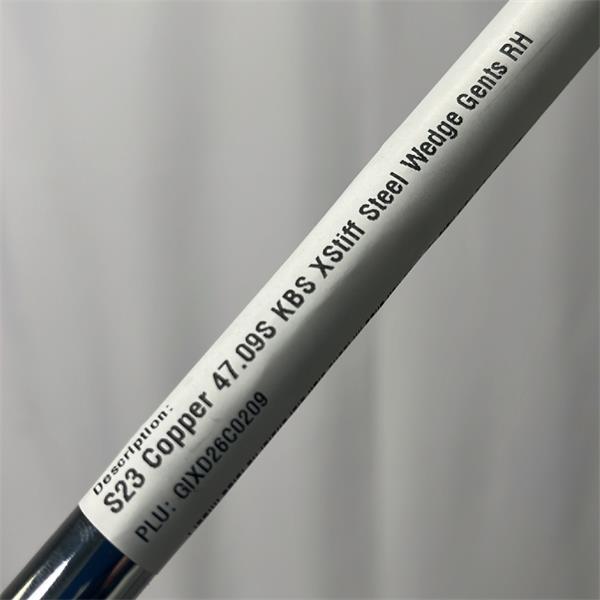 Description:
S23 Copper 47.09S KBS XStiff Steel Wedge Gents RH
PLU: GIXD26C0209